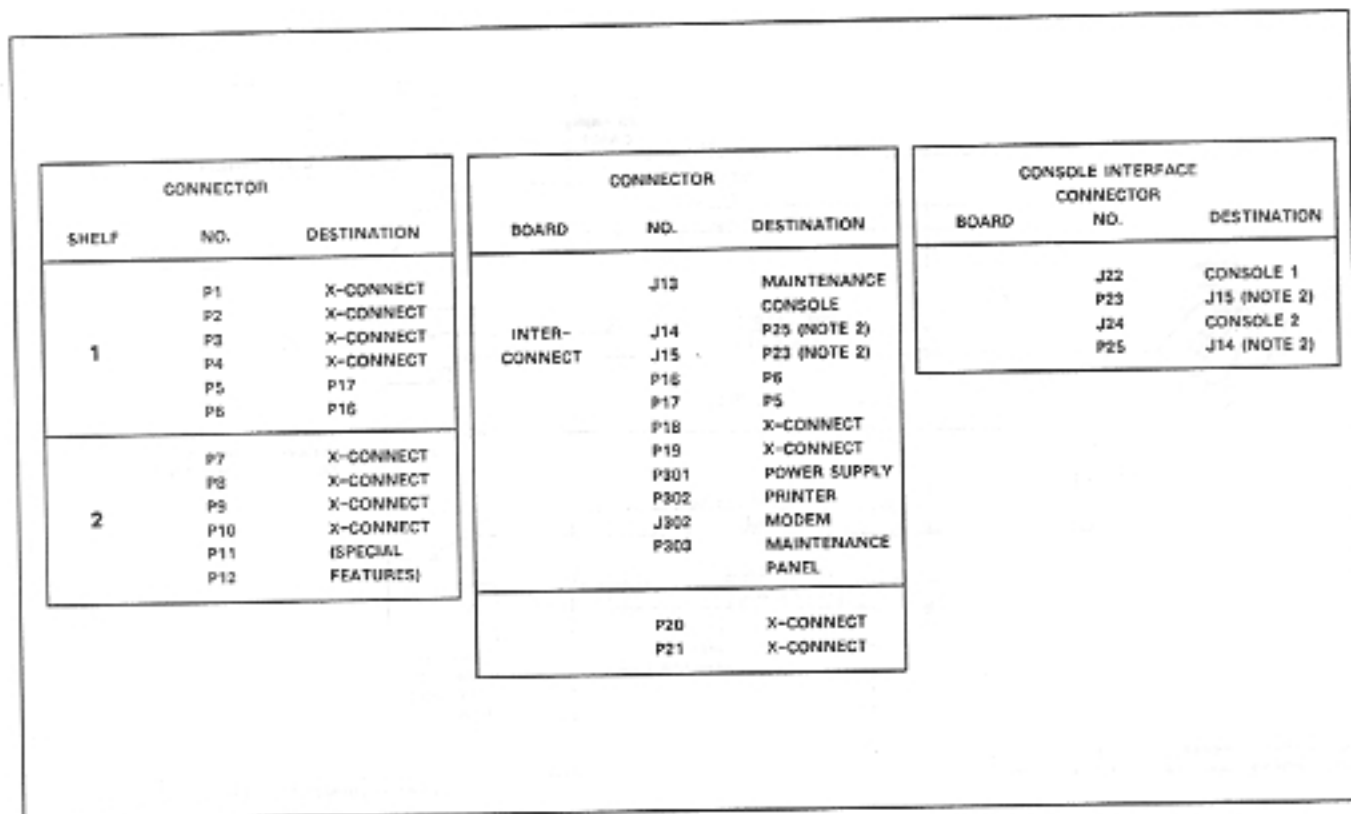 CONNECTOR
SHELF NO. DESTINATION
P1 X-CONNECT
P2 X-CONNECT
P3 X-CONNECT
1
P4 X-CONNECT
P5 P17
P6 P16
P7 X-CONNECT
P8 X-CONNECT
P9 X-CONNECT
2
P10 X-CONNECT
P11 (SPECIAL
P12 FEATURES)
CONNECTOR
BOARD NO. DESTINATION
J13 MAINTENANCE
CONSOLE
INTER- J14 P25 (NOTE 2)
CONNECT J15 P23 (NOTE 2)
P16 P6
P17 P5
P18 X-CONNECT
P19 X-CONNECT
P301 POWER SUPPLY
P302 PRINTER
J302 MODEM
P303 MAINTENANCE
PANEL
P20 X-CONNECT
P21 X-CONNECT
CONSOLE INTERFACE
CONNECTOR
BOARD NO. DESTINATION
J22 CONSOLE 1
P23 J15 (NOTE 2)
J24 CONSOLE 2
P25 J14 (NOTE 2)